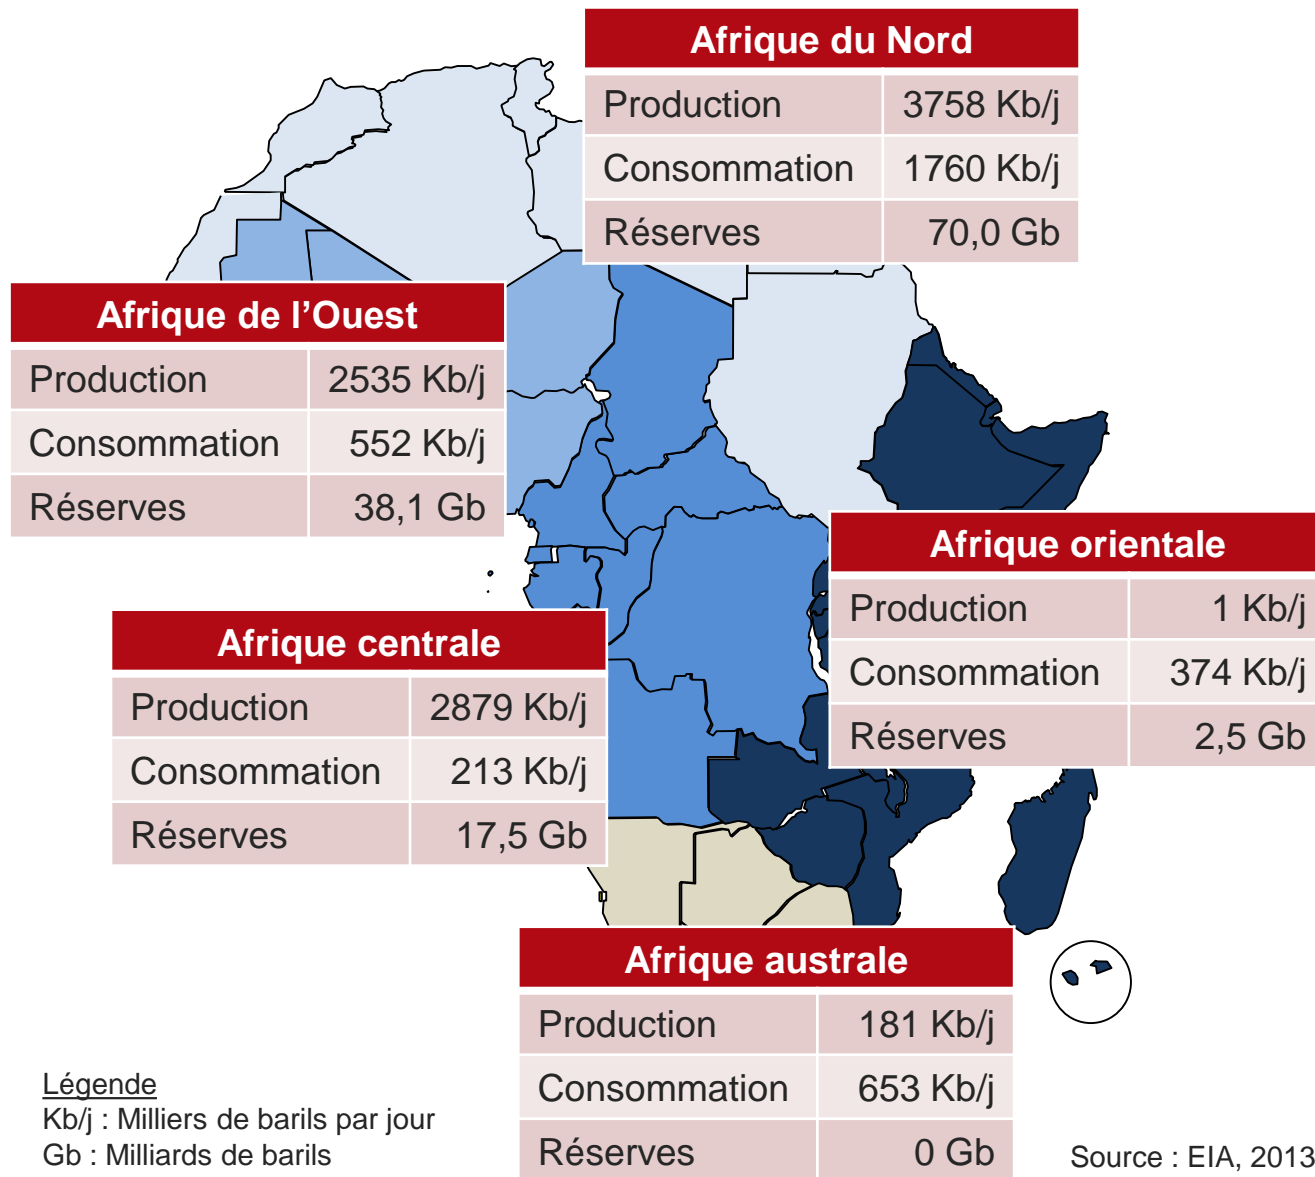 Afrique du Nord
Production 3758 Kb/j
Consommation 1760 Kb/j
Réserves 70,0 Gb
Afrique de l’Ouest
Production 2535 Kb/j
Consommation 552 Kb/j
Réserves 38,1 Gb
Afrique orientale
Production 1 Kb/j
Consommation 374 Kb/j
Réserves 2,5 Gb
Afrique centrale
Production 2879 Kb/j
Consommation 213 Kb/j
Réserves 17,5 Gb
Afrique australe
Production 181 Kb/j
Consommation 653 Kb/j
Réserves 0 Gb
Légende
Kb/j : Milliers de barils par jour
Gb : Milliards de barils
Source : EIA, 2013